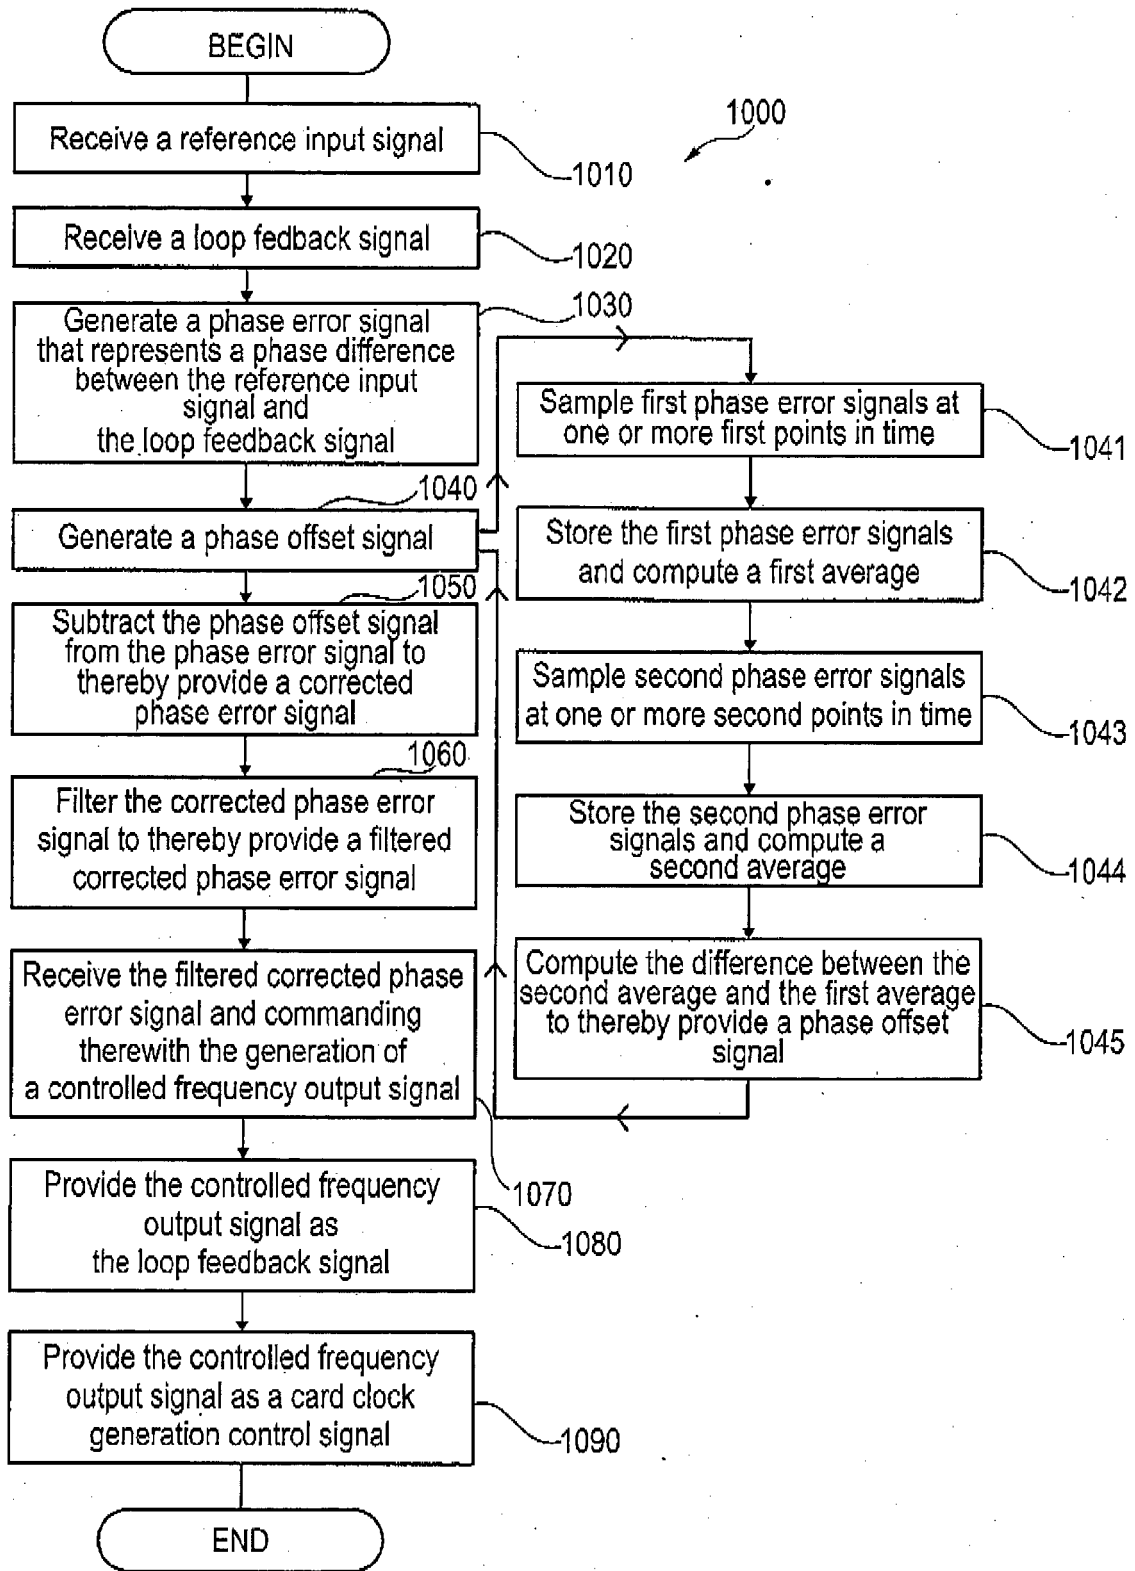 BEGIN
Receive a reference input signal
1010
1000
Receive a loop fedback signal
1020
Generate a phase error signal
that represents a phase difference
between the reference input
signal and
the loop feedback signal
1030
Generate a phase offset signal
1040
Sample first phase error signals at
one or more first points in time
1041
Store the first phase error signals
and compute a first average
1042
Sample second phase error signals
at one or more second points in time
1043
Store the second phase error
signals and compute a
second average
1044
Compute the difference between the
second average and the first average
to thereby provide a phase offset
signal
1045
Subtract the phase offset signal
from the phase error signal to
thereby provide a corrected
phase error signal
1050
Filter the corrected phase error
signal to thereby provide a filtered
corrected phase error signal
1060
Receive the filtered corrected phase
error signal and commanding
therewith the generation of
a controlled frequency output signal
1070
Provide the controlled frequency
output signal as
the loop feedback signal
1080
Provide the controlled frequency
output signal as a card clock
generation control signal
1090
END